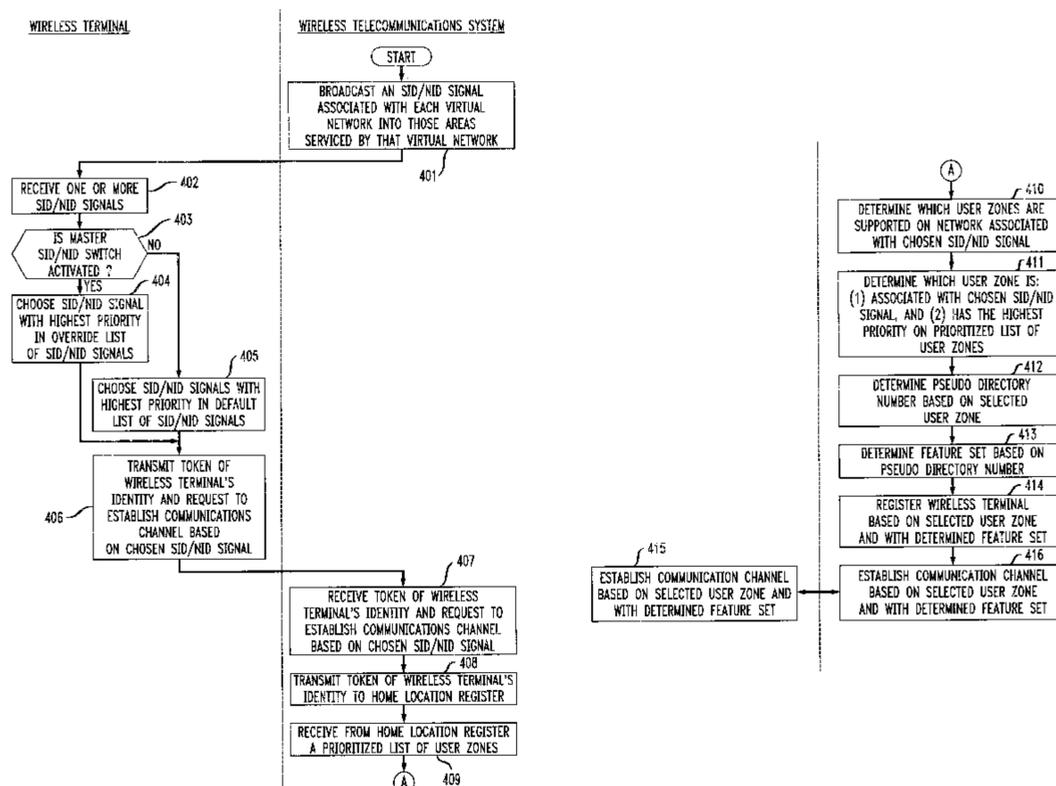 WIRELESS TERMINAL
WIRELESS TELECOMMUNICATIONS SYSTEM
START
BROADCAST AN SID/NID SIGNAL
ASSOCIATED WITH EACH VIRTUAL
NETWORK INTO THOSE AREAS
SERVICED BY THAT VIRTUAL NETWORK
401
RECEIVE ONE OR MORE
SID/NID SIGNALS
402
IS MASTER
SID/NID SWITCH
ACTIVATED ?
403
NO
YES
404
CHOOSE SID/NID SIGNAL
WITH HIGHEST PRIORITY
IN OVERRIDE LIST
OF SID/NID SIGNALS
405
CHOOSE SID/NID SIGNALS WITH
HIGHEST PRIORITY IN DEFAULT
LIST OF SID/NID SIGNALS
TRANSMIT TOKEN OF
WIRELESS TERMINAL'S
IDENTITY AND REQUEST TO
ESTABLISH COMMUNICATIONS
CHANNEL BASED
ON CHOSEN SID/NID SIGNAL
406
407
RECEIVE TOKEN OF WIRELESS
TERMINAL'S IDENTITY AND REQUEST TO
ESTABLISH COMMUNICATIONS CHANNEL
BASED ON CHOSEN SID/NID SIGNAL
408
TRANSMIT TOKEN OF WIRELESS TERMINAL'S
IDENTITY TO HOME LOCATION REGISTER
RECEIVE FROM HOME LOCATION REGISTER
A PRIORITIZED LIST OF USER ZONES
409
A
A
410
DETERMINE WHICH USER ZONES ARE
SUPPORTED ON NETWORK ASSOCIATED
WITH CHOSEN SID/NID SIGNAL
411
DETERMINE WHICH USER ZONE IS:
(1) ASSOCIATED WITH CHOSEN SID/NID
SIGNAL, AND (2) HAS THE HIGHEST
PRIORITY ON PRIORITIZED LIST OF
USER ZONES
412
DETERMINE PSEUDO DIRECTORY
NUMBER BASED ON SELECTED
USER ZONE
413
DETERMINE FEATURE SET BASED ON
PSEUDO DIRECTORY NUMBER
414
REGISTER WIRELESS TERMINAL
BASED ON SELECTED USER ZONE
AND WITH DETERMINED FEATURE SET
415
ESTABLISH COMMUNICATION CHANNEL
BASED ON SELECTED USER ZONE AND
WITH DETERMINED FEATURE SET
416
ESTABLISH COMMUNICATION CHANNEL
BASED ON SELECTED USER ZONE
AND WITH DETERMINED FEATURE SET